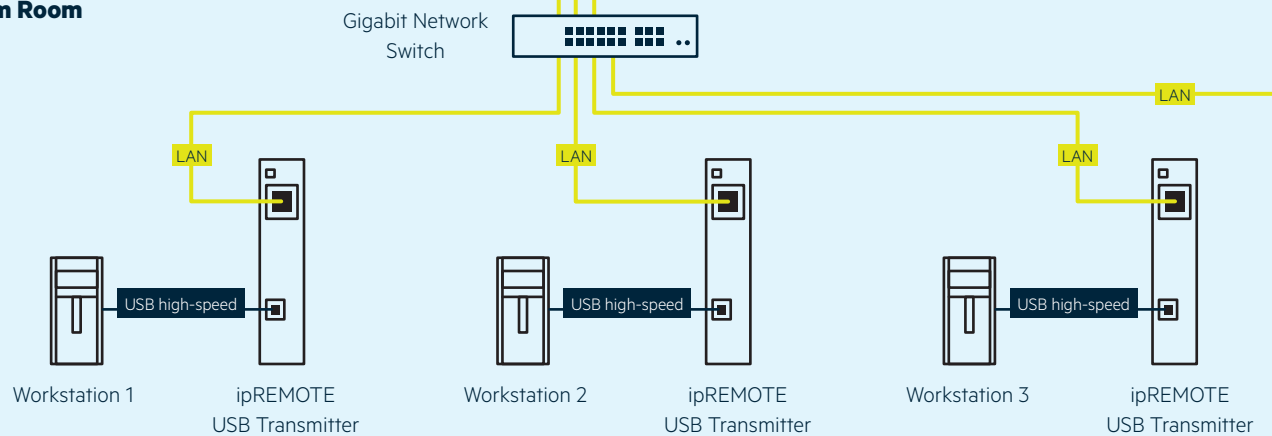 Room
Gigabit Network
Switch
LAN
LAN
LAN
LAN
USB high-speed
USB high-speed
USB high-speed
Workstation 1
ipREMOTE
USB Transmitter
Workstation 2
ipREMOTE
USB Transmitter
Workstation 3
ipREMOTE
USB Transmitter